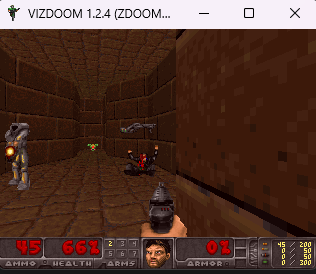 VIZDOOM 1.2.4 (ZDOOM...
45 66% 2 3 4 0% 45 / 200
5 6 7 0 / 50
0 / 50
0 / 300
AMMO HEALTH ARMS ARMOR